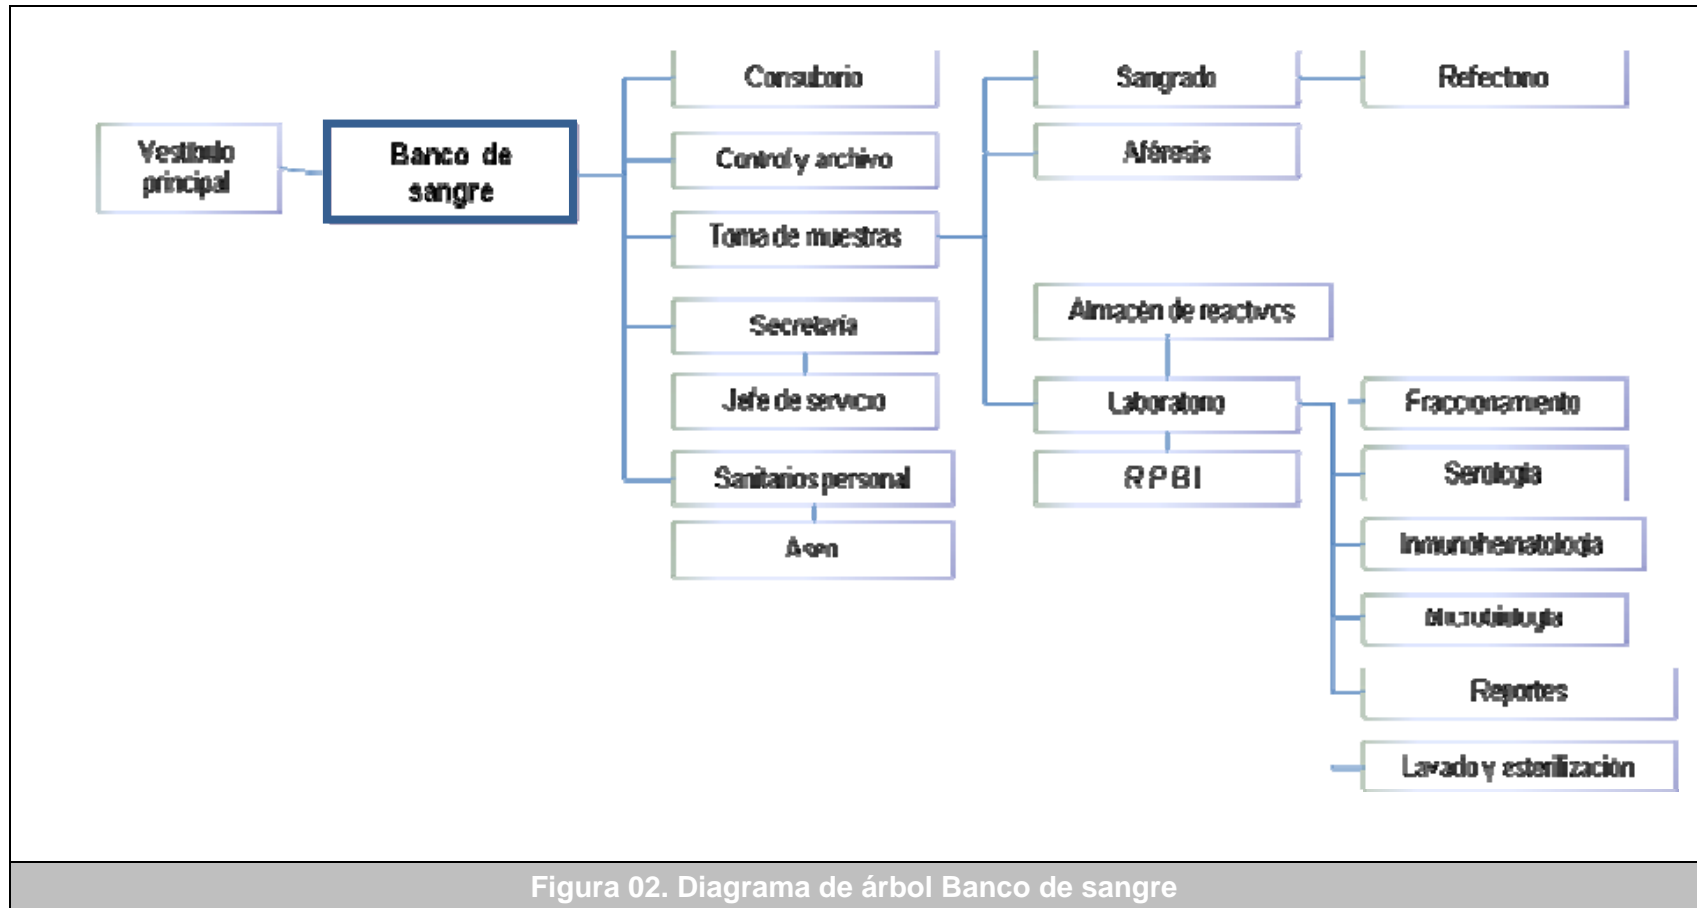 Vestíbulo
principal
Banco de
sangre
Consultorio
Control y archivo
Toma de muestras
Secretaria
Jefe de servicio
Sanitarios personal
Aseo
Sangrado
Aféresis
Almacén de reactivos
Laboratorio
R P B I
Refectorio
Fraccionamiento
Serología
Inmunohematología
Microbiología
Reportes
Lavado y esterilización
Figura 02. Diagrama de árbol Banco de sangre